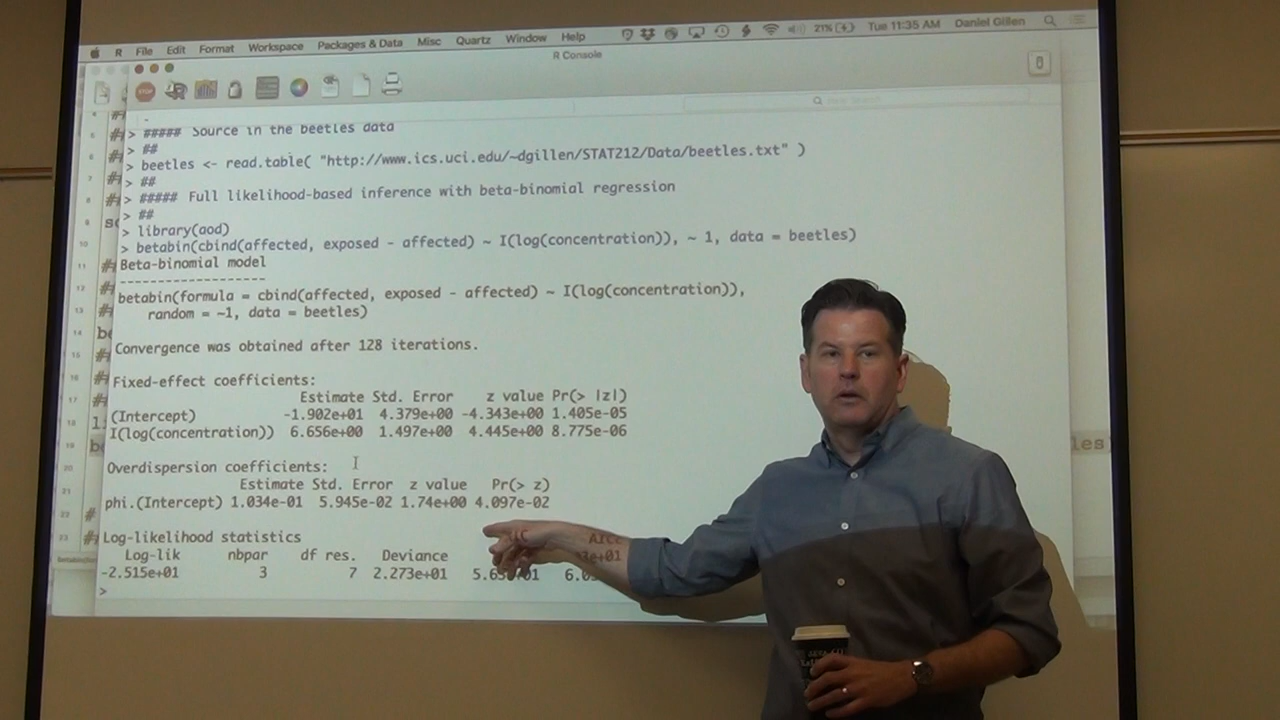 R File Edit Format Workspace Packages & Data Misc Quartz Window Help 21% Tue 11:35 AM Daniel Gillen
R Console
STOP
> ##### Source in the beetles data
> ##
> beetles <- read.table( "http://www.ics.uci.edu/~dgillen/STAT212/Data/beetles.txt" )
> ##
> ##### Full likelihood-based inference with beta-binomial regression
> ##
> library(aod)
> betabin(cbind(affected, exposed - affected) ~ I(log(concentration)), ~ 1, data = beetles)
Beta-binomial model
-------------------
betabin(formula = cbind(affected, exposed - affected) ~ I(log(concentration)),
random = ~1, data = beetles)
Convergence was obtained after 128 iterations.
Fixed-effect coefficients:
Estimate Std. Error z value Pr(> |z|)
(Intercept) -1.902e+01 4.379e+00 -4.343e+00 1.405e-05
I(log(concentration)) 6.656e+00 1.497e+00 4.445e+00 8.775e-06
Overdispersion coefficients:
Estimate Std. Error z value Pr(> z)
phi.(Intercept) 1.034e-01 5.945e-02 1.74e+00 4.097e-02
Log-likelihood statistics
Log-lik nbpar df res. Deviance
-2.515e+01 3 7 2.273e+01
>